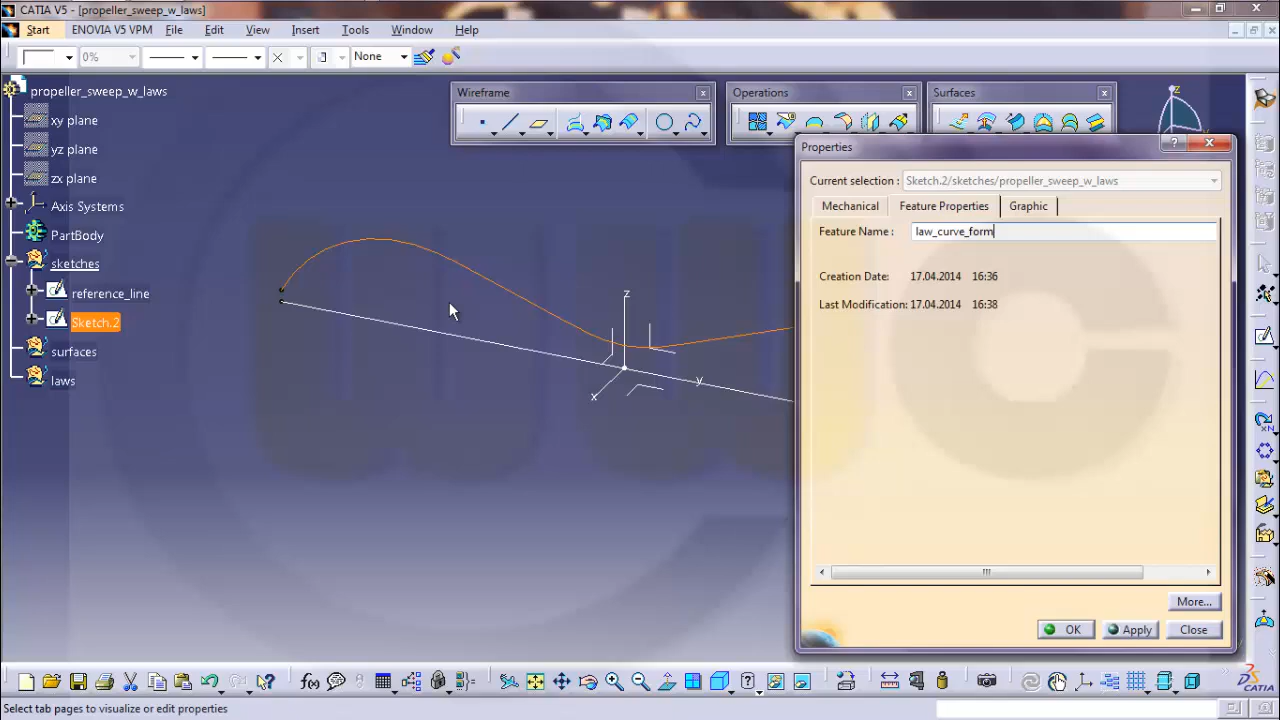 CATIA V5 - [propeller_sweep_w_laws]
Start ENOVIA V5 VPM File Edit View Insert Tools Window Help
0% None
propeller_sweep_w_laws
xy plane
yz plane
zx plane
Axis Systems
PartBody
sketches
reference_line
Sketch.2
surfaces
laws
Wireframe
Operations
Surfaces
z
z
y
x
Properties
Current selection : Sketch.2/sketches/propeller_sweep_w_laws
Mechanical Feature Properties Graphic
Feature Name : law_curve_form
Creation Date: 17.04.2014 16:36
Last Modification: 17.04.2014 16:38
More...
OK Apply Close
f(x)
CATIA
Select tab pages to visualize or edit properties